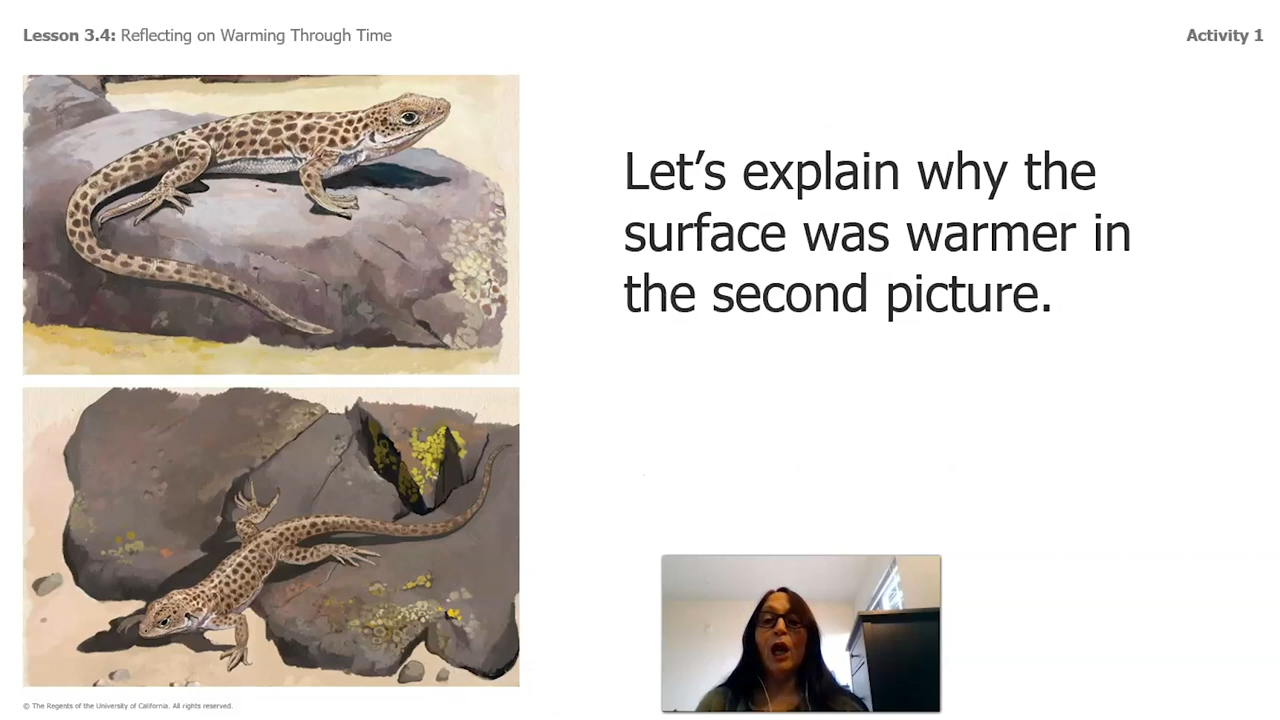 Lesson 3.4: Reflecting on Warming Through Time
Activity 1
Let’s explain why the
surface was warmer in
the second picture.
© The Regents of the University of California. All rights reserved.